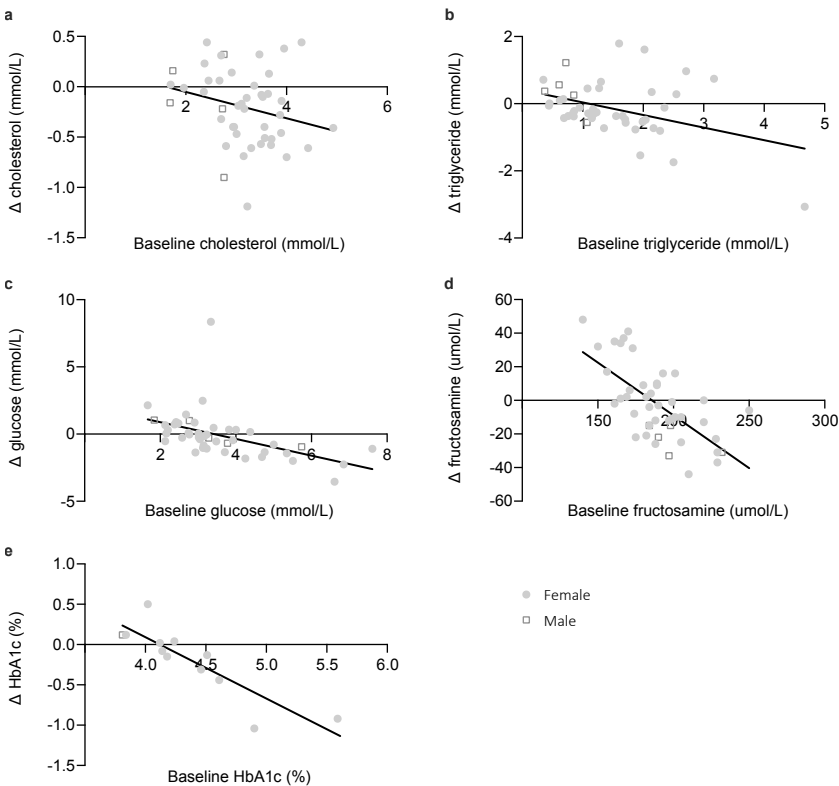 a
0.5
0.0
-0.5
-1.0
-1.5
2
4
6
Δ cholesterol (mmol/L)
Baseline cholesterol (mmol/L)
b
2
0
-2
-4
1
2
3
4
5
Δ triglyceride (mmol/L)
Baseline triglyceride (mmol/L)
c
10
5
0
-5
2
4
6
8
Δ glucose (mmol/L)
Baseline glucose (mmol/L)
d
60
40
20
0
-20
-40
-60
150
200
250
300
Δ fructosamine (umol/L)
Baseline fructosamine (umol/L)
e
1.0
0.5
0.0
-0.5
-1.0
-1.5
4.0
4.5
5.0
5.5
6.0
Δ HbA1c (%)
Baseline HbA1c (%)
Female
Male